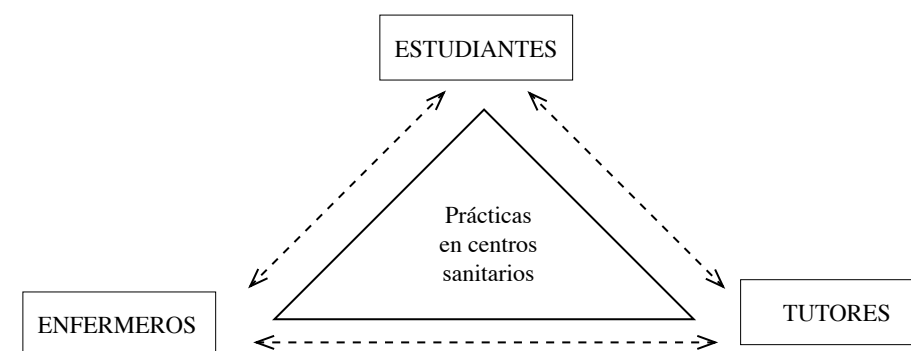 ESTUDIANTES
Prácticas
en centros
sanitarios
ENFERMEROS
TUTORES